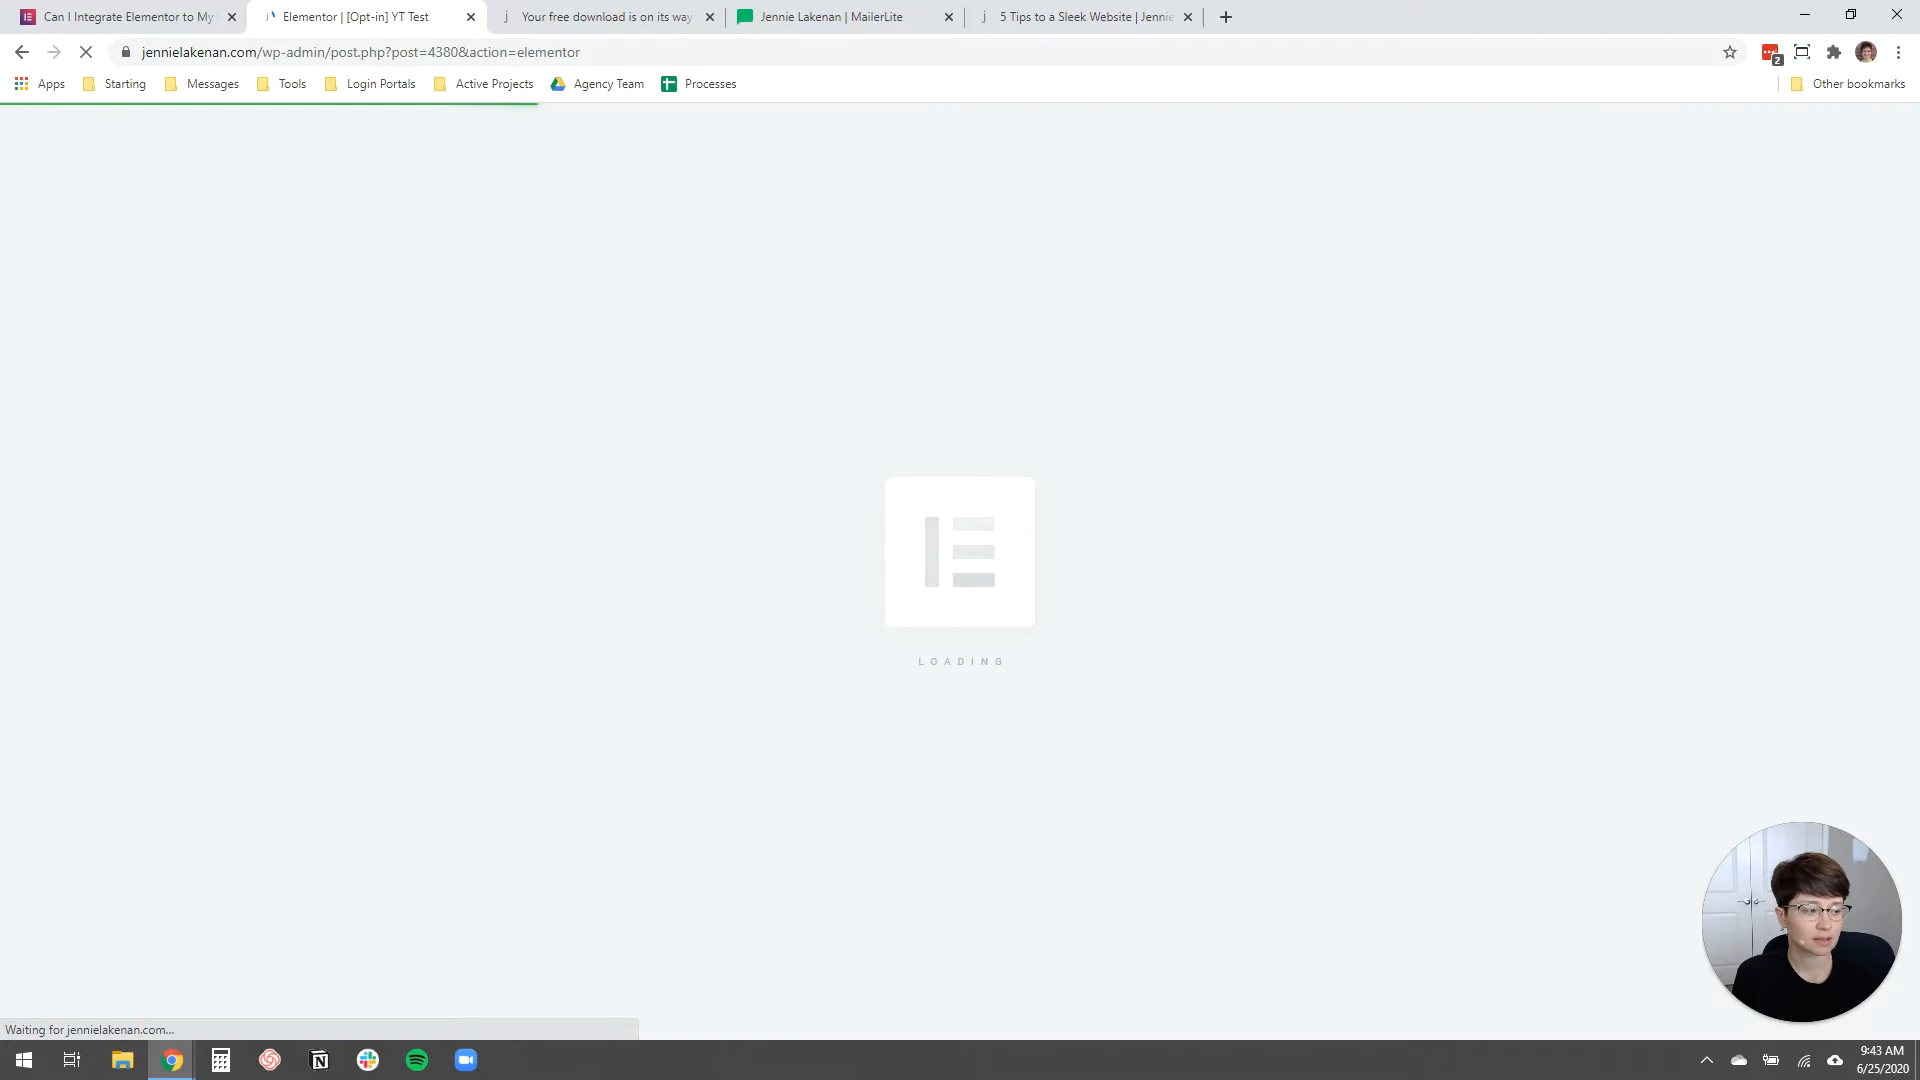 Can I Integrate Elementor to My
Elementor | [Opt-in] YT Test
Your free download is on its way
Jennie Lakenan | MailerLite
5 Tips to a Sleek Website | Jennie
jennielakenan.com/wp-admin/post.php?post=4380&action=elementor
2
Apps
Starting
Messages
Tools
Login Portals
Active Projects
Agency Team
Processes
Other bookmarks
LOADING
Waiting for jennielakenan.com...
9:43 AM
6/25/2020